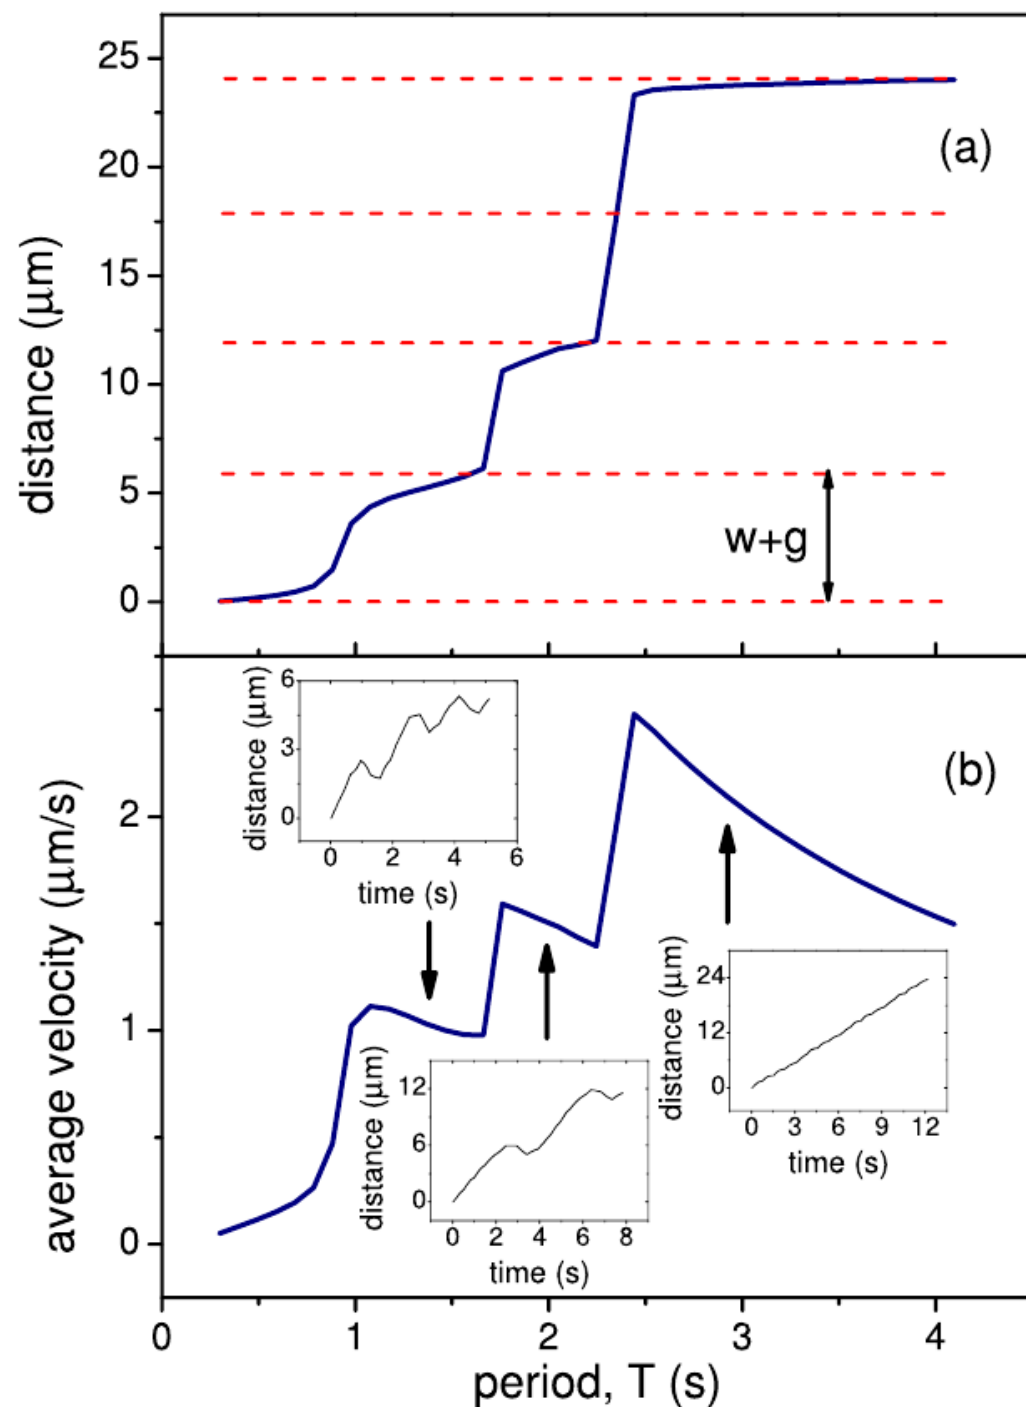 25
20
15
10
5
0
distance (μm)
(a)
w+g
2
1
0
average velocity (μm/s)
(b)
6
3
0
distance (μm)
0 2 4 6
time (s)
12
6
0
distance (μm)
0 2 4 6 8
time (s)
24
12
0
distance (μm)
0 3 6 9 12
time (s)
0 1 2 3 4
period, T (s)